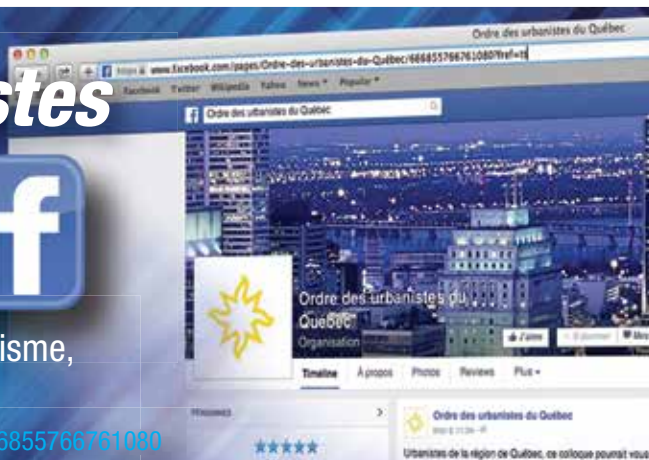 Ordre des urbanistes du Québec
https www.facebook.com/pages/Ordre-des-urbanistes-du-Québec/666855766761080?fref=ts
Facebook Twitter Wikipedia Yahoo News Popular
stes
f
Ordre des urbanistes du Québec
f
Ordre des urbanistes du
Québec
Organisation
J'aime
Timeline À propos Photos Reviews Plus
isme,
Ordre des urbanistes du Québec
6855766761080
Urbanistes de la région de Québec, ce colloque pourrait vous